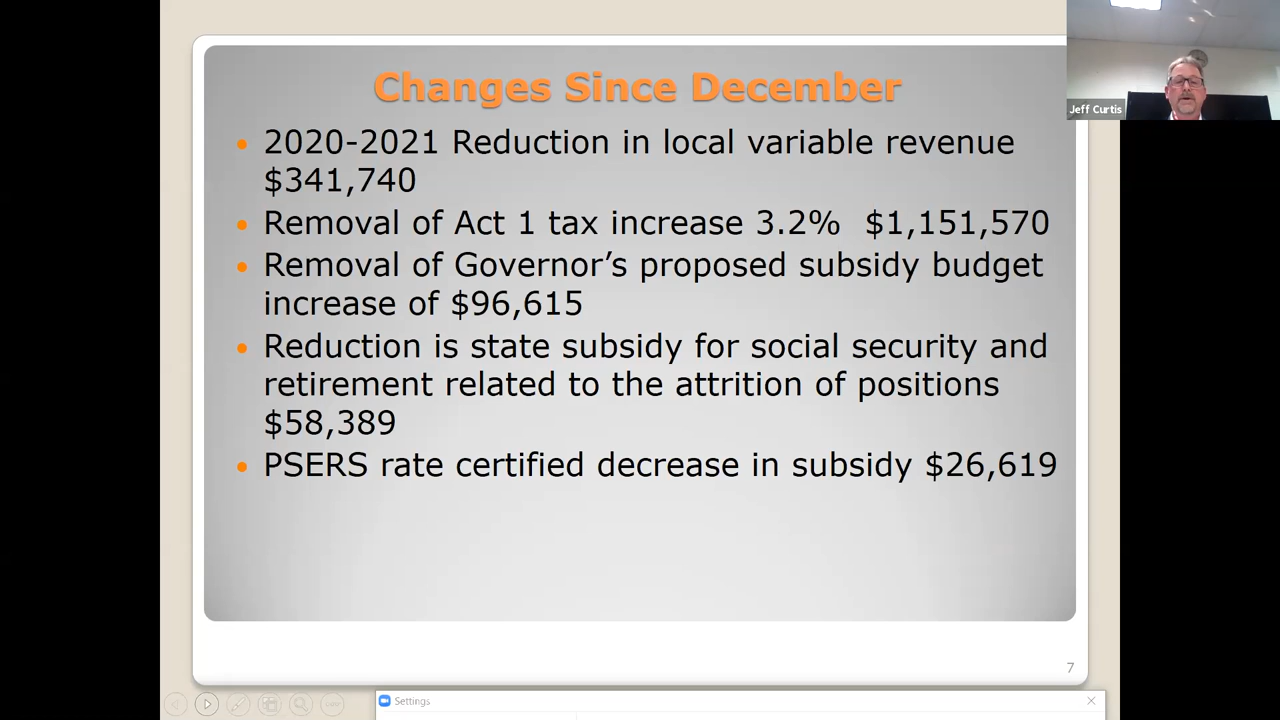 Changes Since December
• 2020-2021 Reduction in local variable revenue
$341,740
• Removal of Act 1 tax increase 3.2%  $1,151,570
• Removal of Governor’s proposed subsidy budget
increase of $96,615
• Reduction is state subsidy for social security and
retirement related to the attrition of positions
$58,389
• PSERS rate certified decrease in subsidy $26,619
7
Jeff Curtis
Settings